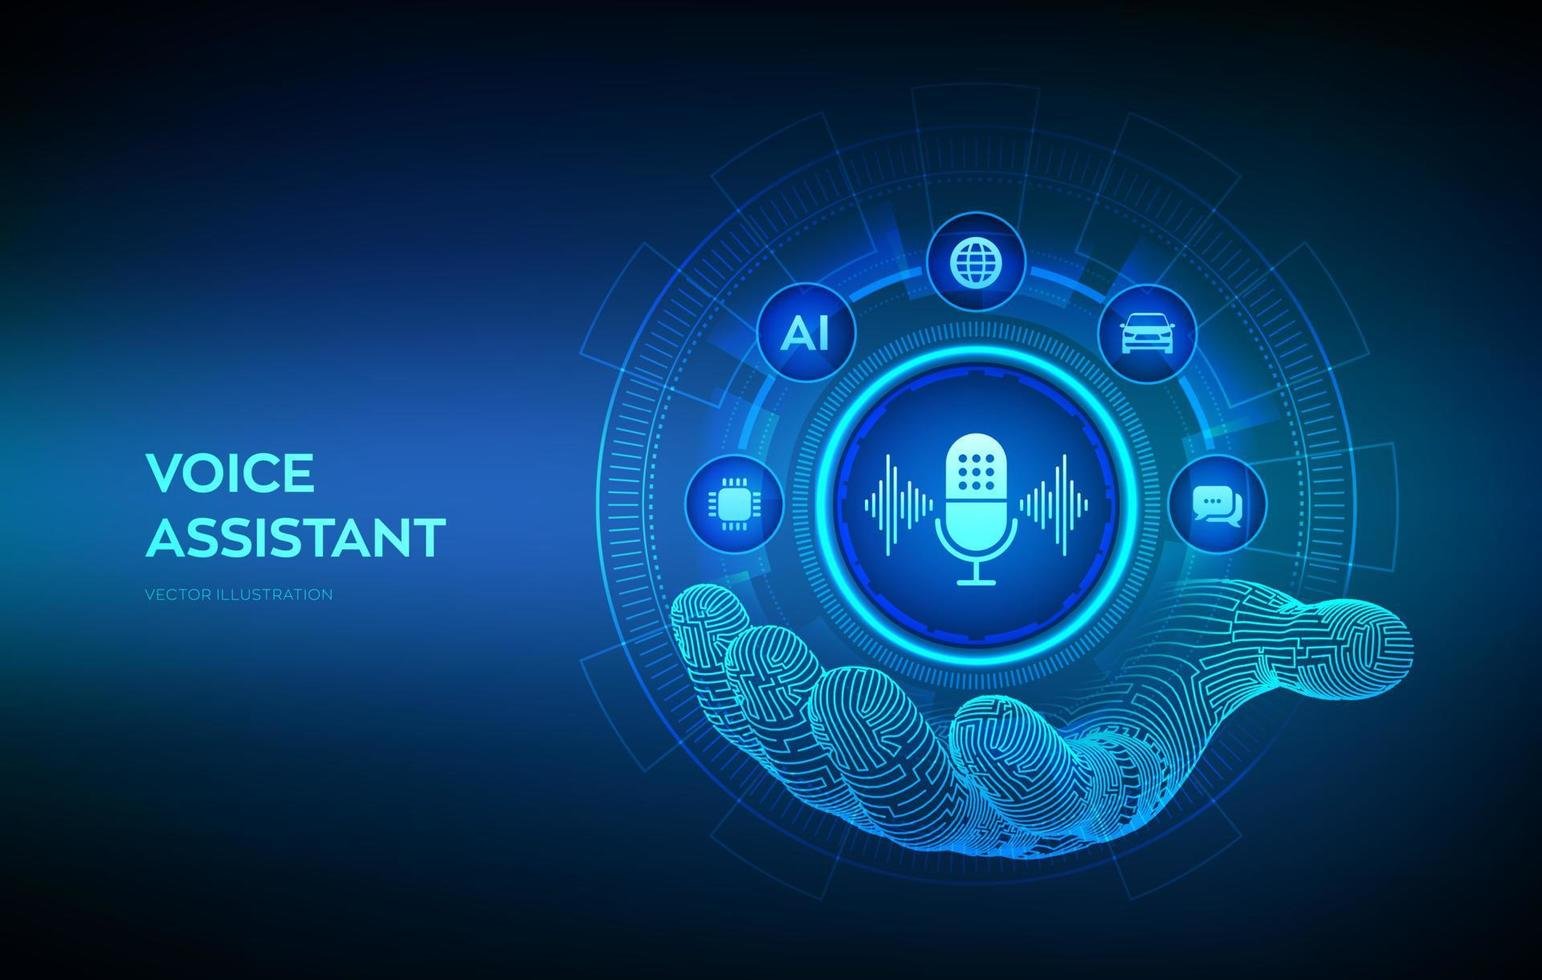 VOICE
ASSISTANT
VECTOR ILLUSTRATION
AI